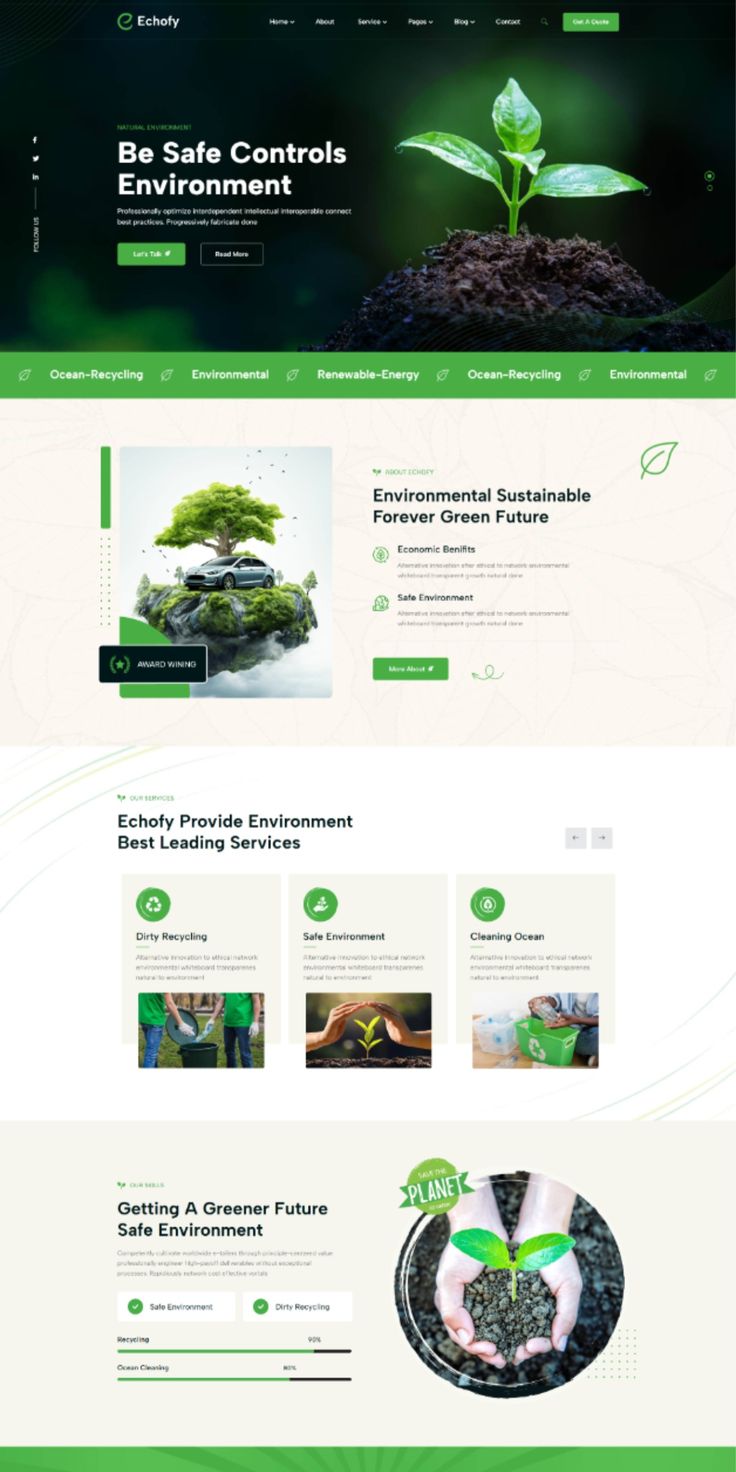 Echofy
Home About Service Pages Blog Contact Get A Quote
NATURAL ENVIRONMENT
Be Safe Controls
Environment
Professionally optimize interdependent intellectual interoperable connect
best practices. Progressively fabricate done
Let's Talk Read More
FOLLOW US
Ocean-Recycling Environmental Renewable-Energy Ocean-Recycling Environmental
ABOUT ECHOFY
Environmental Sustainable
Forever Green Future
Economic Benifits
Alternative innovation after ethical to network environmental
whiteboard transparent growth natural done
Safe Environment
Alternative innovation after ethical to network environmental
whiteboard transparent growth natural done
AWARD WINING
More About
OUR SERVICES
Echofy Provide Environment
Best Leading Services
Dirty Recycling
Alternative innovation to ethical network
environmental whiteboard transparenes
natural to environment
Safe Environment
Alternative innovation to ethical network
environmental whiteboard transparenes
natural to environment
Cleaning Ocean
Alternative innovation to ethical network
environmental whiteboard transparenes
natural to environment
OUR SKILLS
Getting A Greener Future
Safe Environment
Competently cultivate worldwide e-tailers through principle-centered value
professionally engineer high-payoff deliverables without exceptional
processes. Rapidiously network cost effective vortals
Safe Environment Dirty Recycling
Recycling 90%
Ocean Cleaning 80%
SAVE THE
PLANET